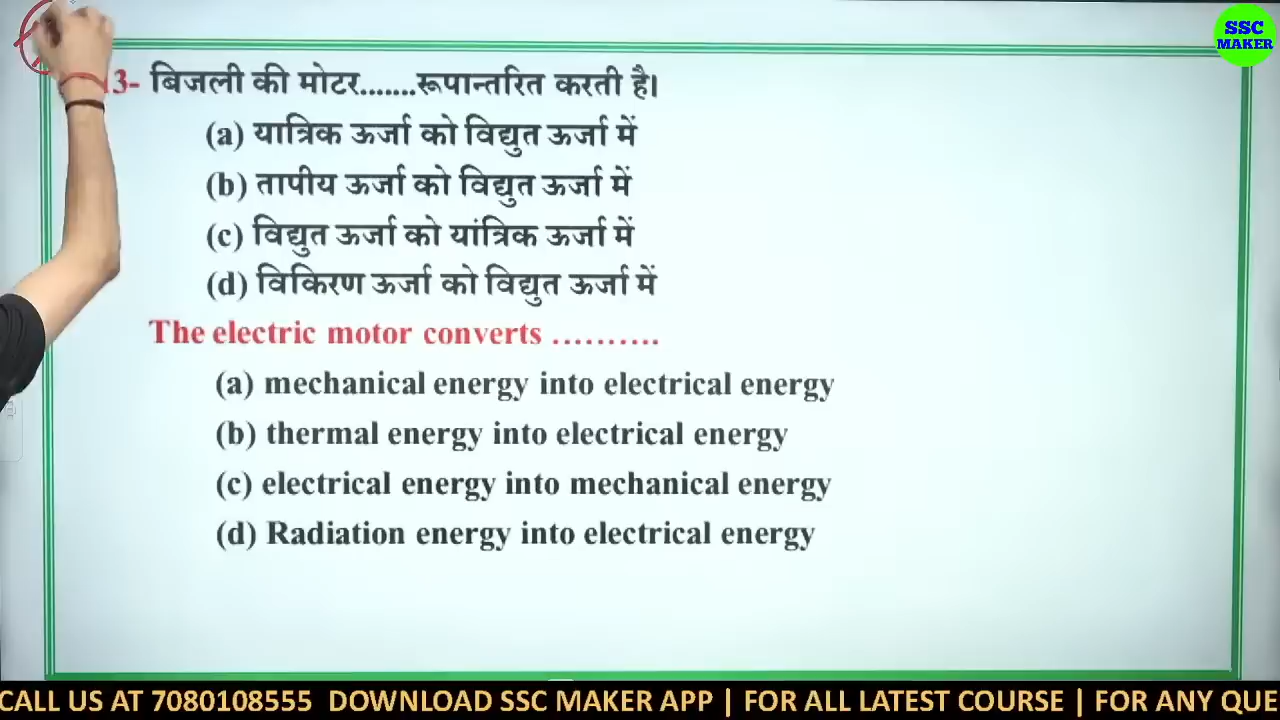 SSC
MAKER
13- बिजली की मोटर.......रूपान्तरित करती है।
(a) यात्रिक ऊर्जा को विद्युत ऊर्जा में
(b) तापीय ऊर्जा को विद्युत ऊर्जा में
(c) विद्युत ऊर्जा को यांत्रिक ऊर्जा में
(d) विकिरण ऊर्जा को विद्युत ऊर्जा में
The electric motor converts ..........
(a) mechanical energy into electrical energy
(b) thermal energy into electrical energy
(c) electrical energy into mechanical energy
(d) Radiation energy into electrical energy
CALL US AT 7080108555 DOWNLOAD SSC MAKER APP | FOR ALL LATEST COURSE | FOR ANY QUE